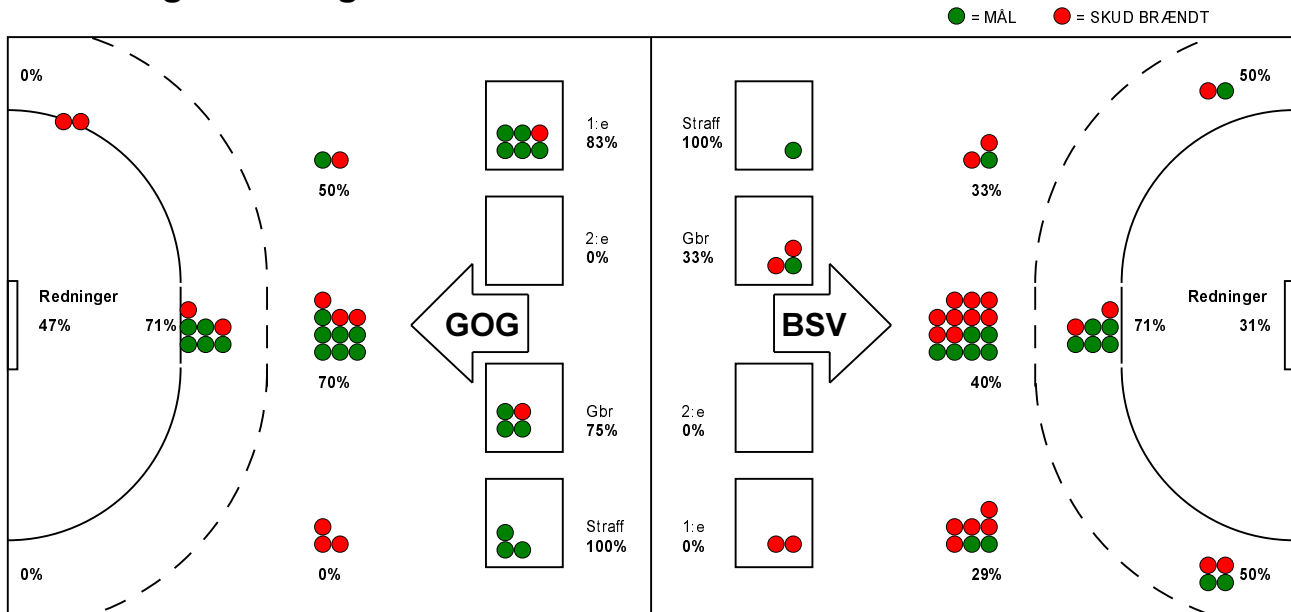 = MÅL
= SKUD BRÆNDT
0%
50%
1:e
83%
Straff
100%
50%
33%
2:e
0%
Gbr
33%
Redninger
47%
71%
GOG
BSV
71%
Redninger
31%
70%
40%
Gbr
75%
2:e
0%
Straff
100%
1:e
0%
0%
0%
29%
50%